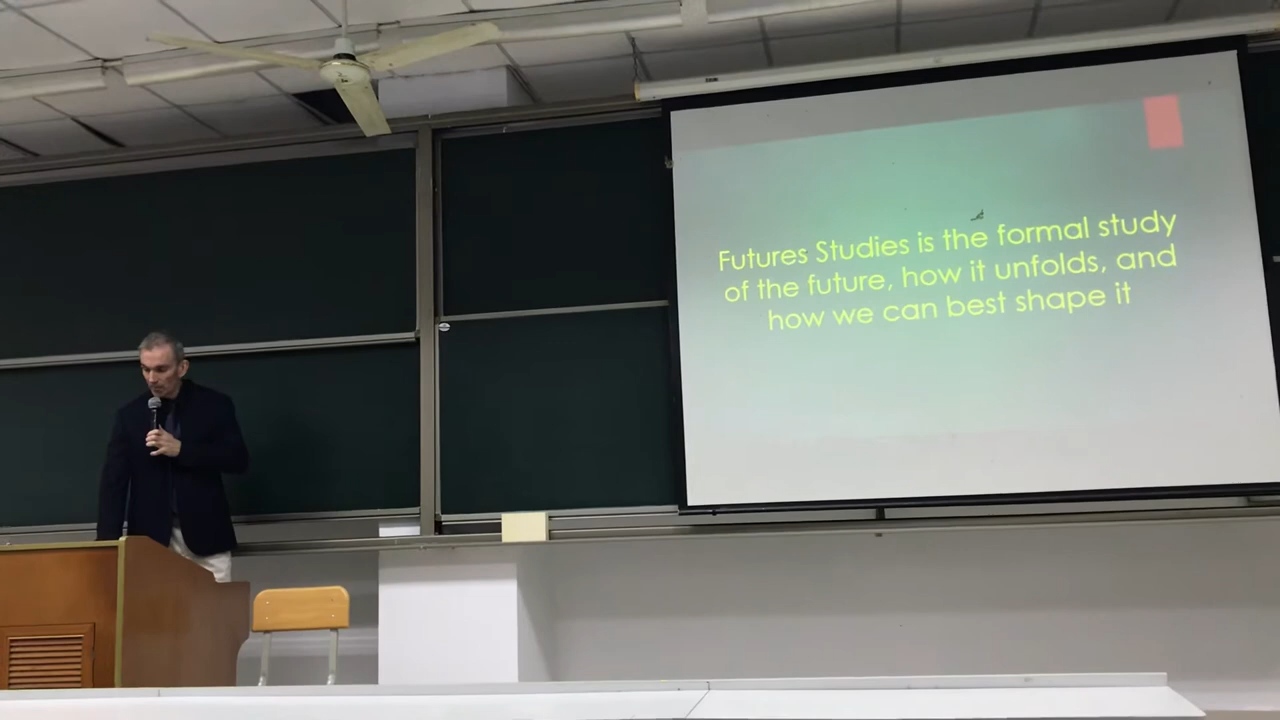 Futures Studies is the formal study
of the future, how it unfolds, and
how we can best shape it